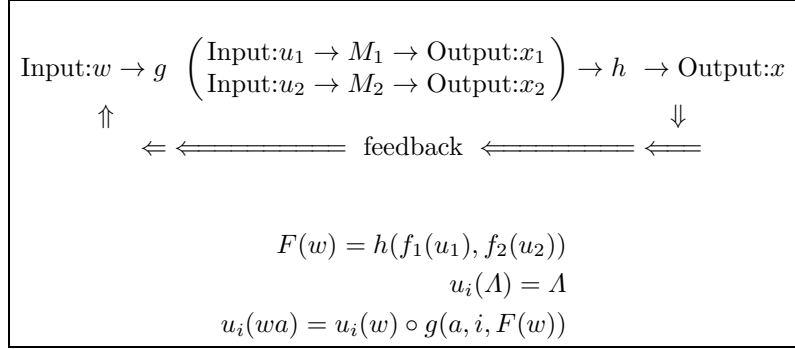 Input:w → g ( Input:u₁ → M₁ → Output:x₁ ) → h → Output:x
Input:u₂ → M₂ → Output:x₂
⇑ ⇓
⇐ ⇐═══════ feedback ⇐═══════ ⇐══
F(w) = h(f₁(u₁), f₂(u₂))
uᵢ(Λ) = Λ
uᵢ(wa) = uᵢ(w) ∘ g(a, i, F(w))